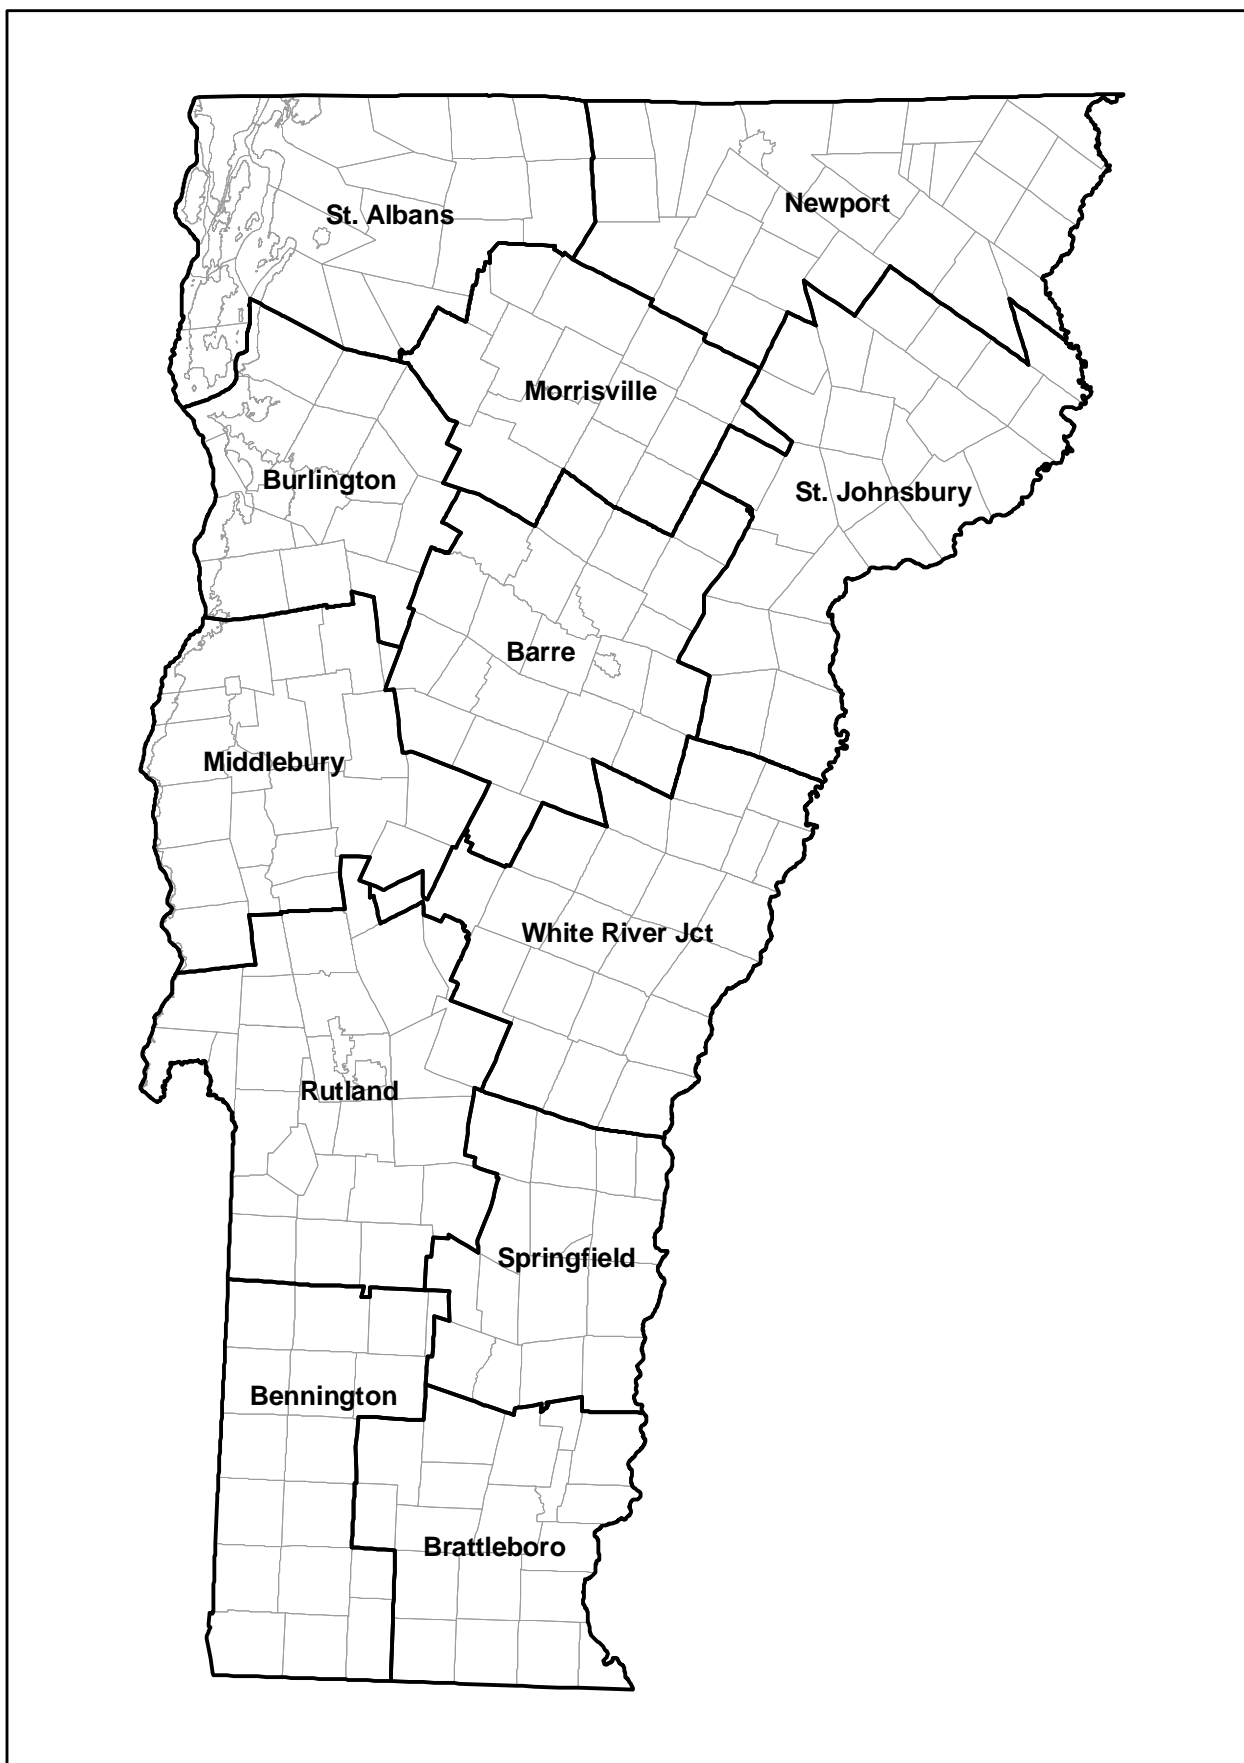 Newport
St. Albans
Morrisville
Burlington
St. Johnsbury
Barre
Middlebury
White River Jct
Rutland
Springfield
Bennington
Brattleboro